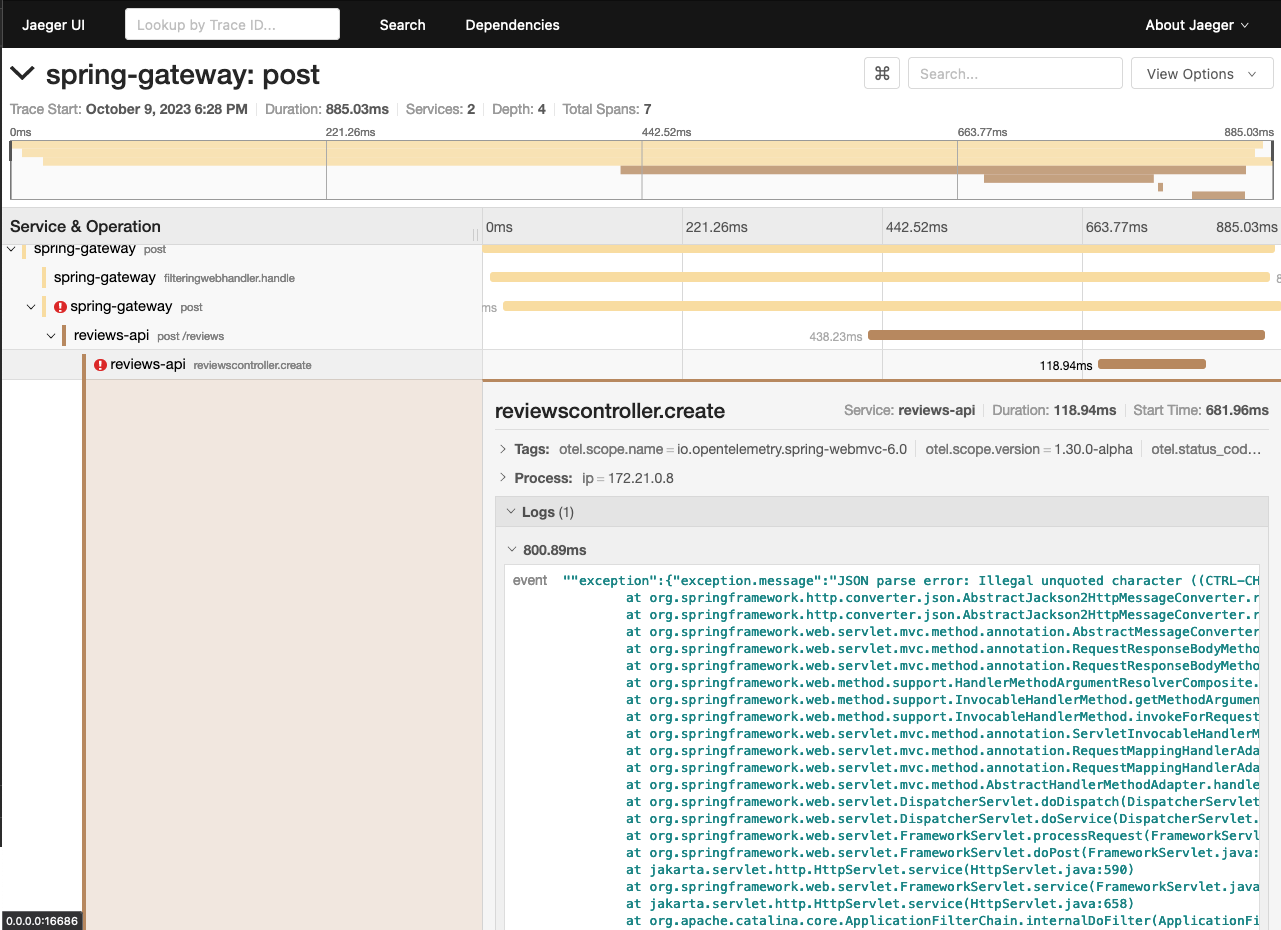 Jaeger UI Lookup by Trace ID... Search Dependencies About Jaeger
spring-gateway: post ⌘ Search... View Options
Trace Start: October 9, 2023 6:28 PM Duration: 885.03ms Services: 2 Depth: 4 Total Spans: 7
0ms 221.26ms 442.52ms 663.77ms 885.03ms
Service & Operation 0ms 221.26ms 442.52ms 663.77ms 885.03ms
spring-gateway post
spring-gateway filteringwebhandler.handle 8
spring-gateway post ms
reviews-api post /reviews 438.23ms
reviews-api reviewscontroller.create 118.94ms
reviewscontroller.create Service: reviews-api Duration: 118.94ms Start Time: 681.96ms
Tags: otel.scope.name = io.opentelemetry.spring-webmvc-6.0 otel.scope.version = 1.30.0-alpha otel.status_cod...
Process: ip = 172.21.0.8
Logs (1)
800.89ms
event ""exception":{"exception.message":"JSON parse error: Illegal unquoted character ((CTRL-CH
at org.springframework.http.converter.json.AbstractJackson2HttpMessageConverter.r
at org.springframework.http.converter.json.AbstractJackson2HttpMessageConverter.r
at org.springframework.web.servlet.mvc.method.annotation.AbstractMessageConverter
at org.springframework.web.servlet.mvc.method.annotation.RequestResponseBodyMetho
at org.springframework.web.servlet.mvc.method.annotation.RequestResponseBodyMetho
at org.springframework.web.method.support.HandlerMethodArgumentResolverComposite.
at org.springframework.web.method.support.InvocableHandlerMethod.getMethodArgumen
at org.springframework.web.method.support.InvocableHandlerMethod.invokeForRequest
at org.springframework.web.servlet.mvc.method.annotation.ServletInvocableHandlerM
at org.springframework.web.servlet.mvc.method.annotation.RequestMappingHandlerAda
at org.springframework.web.servlet.mvc.method.annotation.RequestMappingHandlerAda
at org.springframework.web.servlet.mvc.method.AbstractHandlerMethodAdapter.handle
at org.springframework.web.servlet.DispatcherServlet.doDispatch(DispatcherServlet
at org.springframework.web.servlet.DispatcherServlet.doService(DispatcherServlet.
at org.springframework.web.servlet.FrameworkServlet.processRequest(FrameworkServl
at org.springframework.web.servlet.FrameworkServlet.doPost(FrameworkServlet.java:
at jakarta.servlet.http.HttpServlet.service(HttpServlet.java:590)
at org.springframework.web.servlet.FrameworkServlet.service(FrameworkServlet.java
at jakarta.servlet.http.HttpServlet.service(HttpServlet.java:658)
at org.apache.catalina.core.ApplicationFilterChain.internalDoFilter(ApplicationFi
0.0.0.0:16686